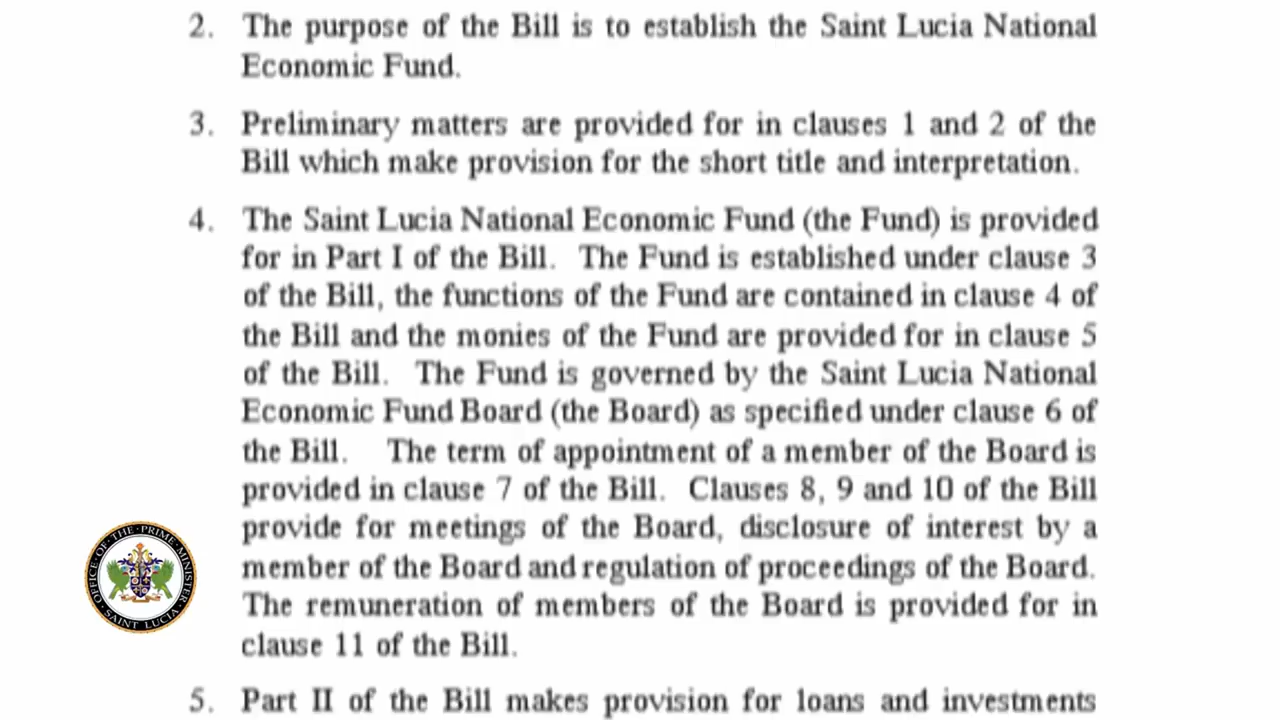 2. The purpose of the Bill is to establish the Saint Lucia National
Economic Fund.
3. Preliminary matters are provided for in clauses 1 and 2 of the
Bill which make provision for the short title and interpretation.
4. The Saint Lucia National Economic Fund (the Fund) is provided
for in Part I of the Bill. The Fund is established under clause 3
of the Bill, the functions of the Fund are contained in clause 4 of
the Bill and the monies of the Fund are provided for in clause 5
of the Bill. The Fund is governed by the Saint Lucia National
Economic Fund Board (the Board) as specified under clause 6 of
the Bill. The term of appointment of a member of the Board is
provided in clause 7 of the Bill. Clauses 8, 9 and 10 of the Bill
provide for meetings of the Board, disclosure of interest by a
member of the Board and regulation of proceedings of the Board.
The remuneration of members of the Board is provided for in
clause 11 of the Bill.
5. Part II of the Bill makes provision for loans and investments
OFFICE · OF · THE · PRIME · MINISTER
· SAINT LUCIA ·